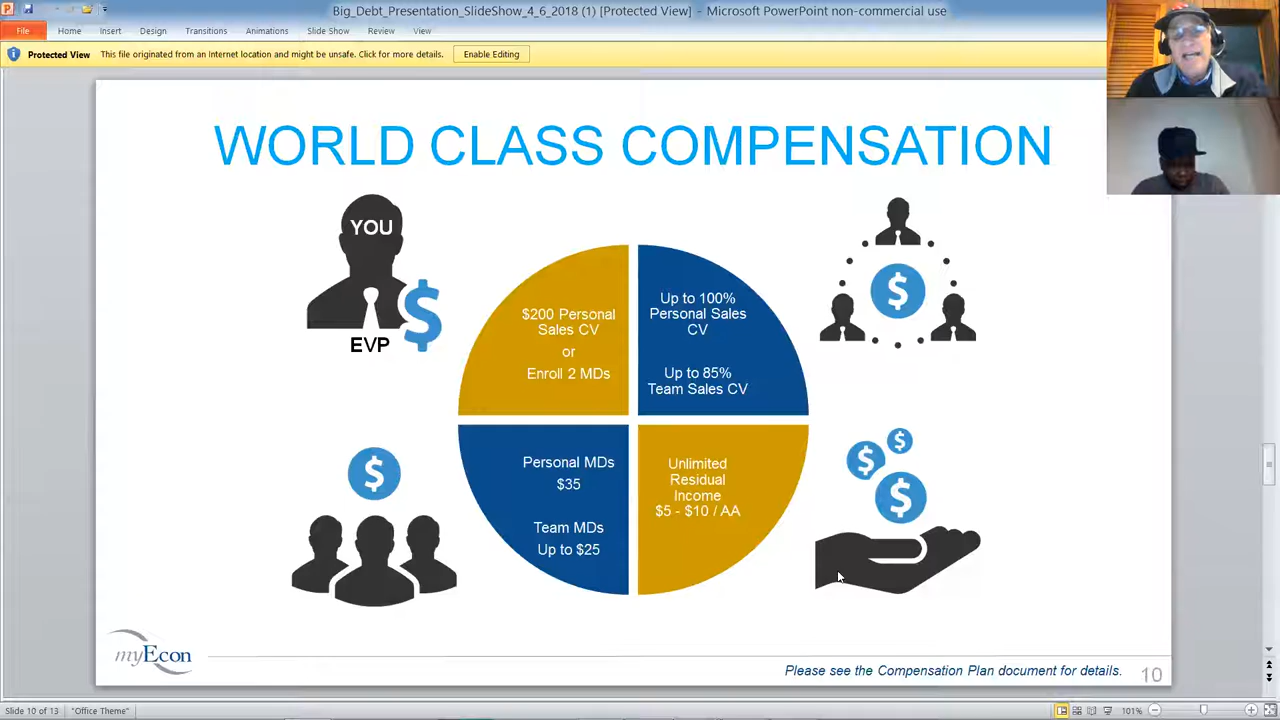 Big_Debt_Presentation_SlideShow_4_6_2018 (1) [Protected View] - Microsoft PowerPoint non-commercial use
File Home Insert Design Transitions Animations Slide Show Review View
Protected View This file originated from an Internet location and might be unsafe. Click for more details. Enable Editing
WORLD CLASS COMPENSATION
YOU
EVP
$
$200 Personal
Sales CV
or
Enroll 2 MDs
Up to 100%
Personal Sales
CV
Up to 85%
Team Sales CV
$
$
Personal MDs
$35
Team MDs
Up to $25
Unlimited
Residual
Income
$5 - $10 / AA
$
$
$
myEcon
Please see the Compensation Plan document for details.
10
Slide 10 of 13 "Office Theme" 101%